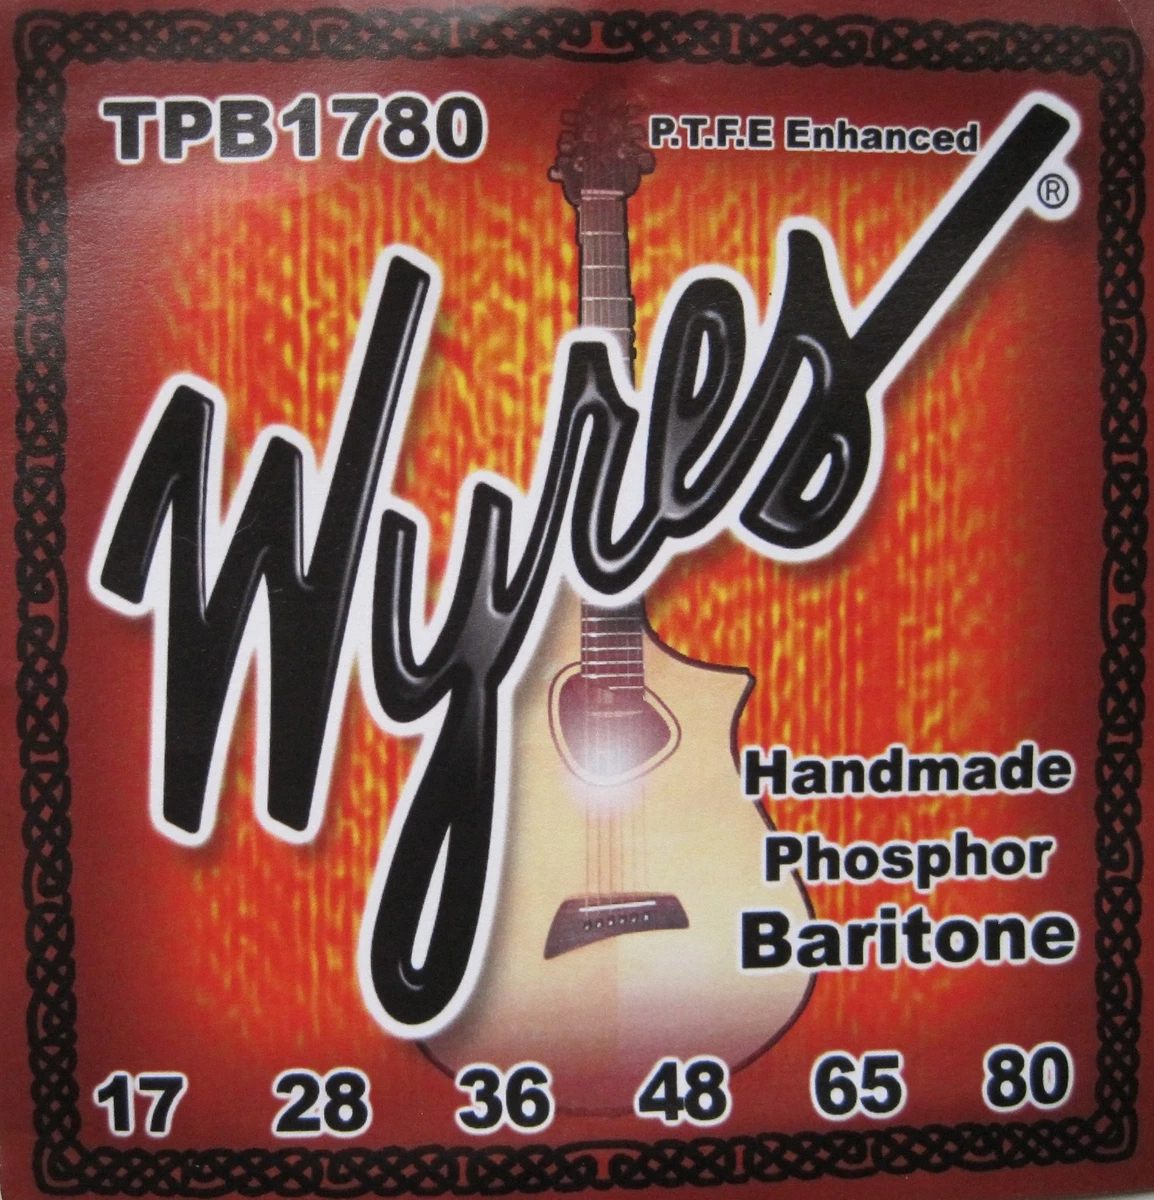 TPB1780
P.T.F.E Enhanced
Wyres
®
Handmade
Phosphor
Baritone
17 28 36 48 65 80